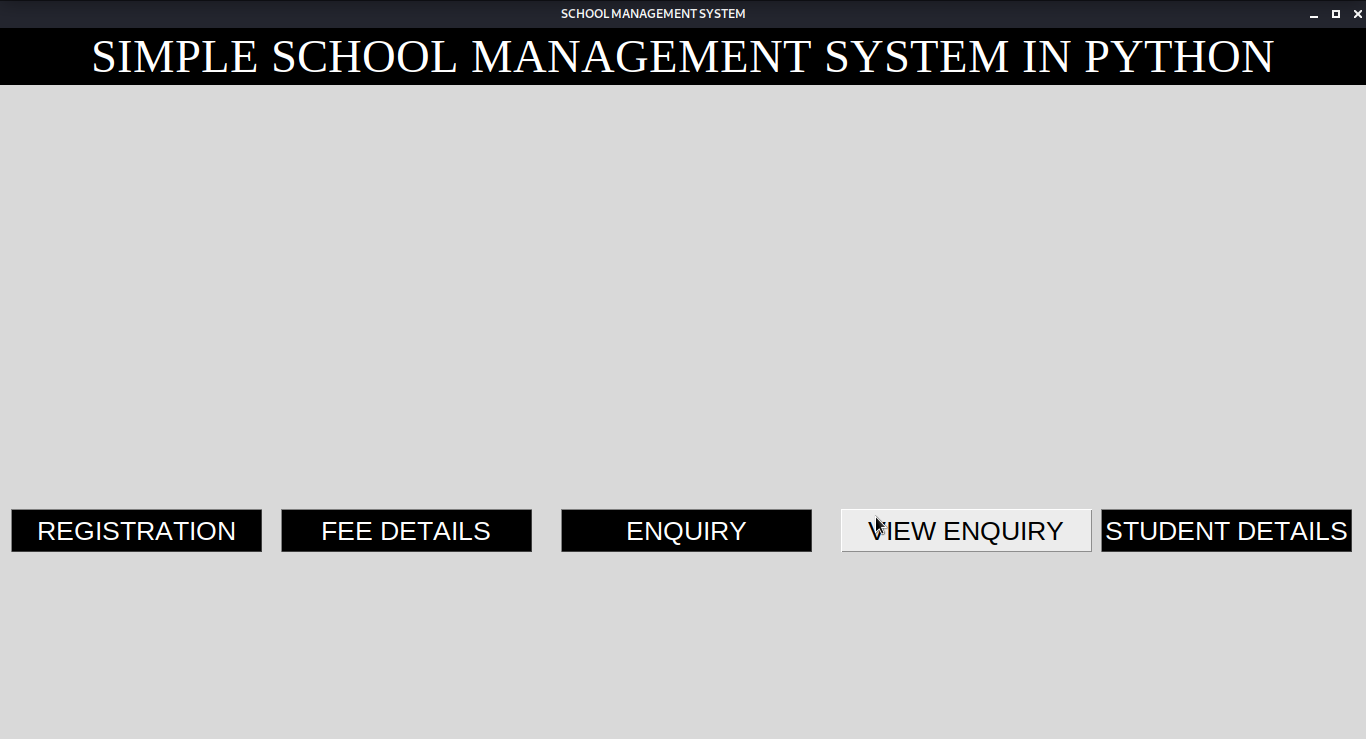 SCHOOL MANAGEMENT SYSTEM
SIMPLE SCHOOL MANAGEMENT SYSTEM IN PYTHON
REGISTRATION FEE DETAILS ENQUIRY VIEW ENQUIRY STUDENT DETAILS